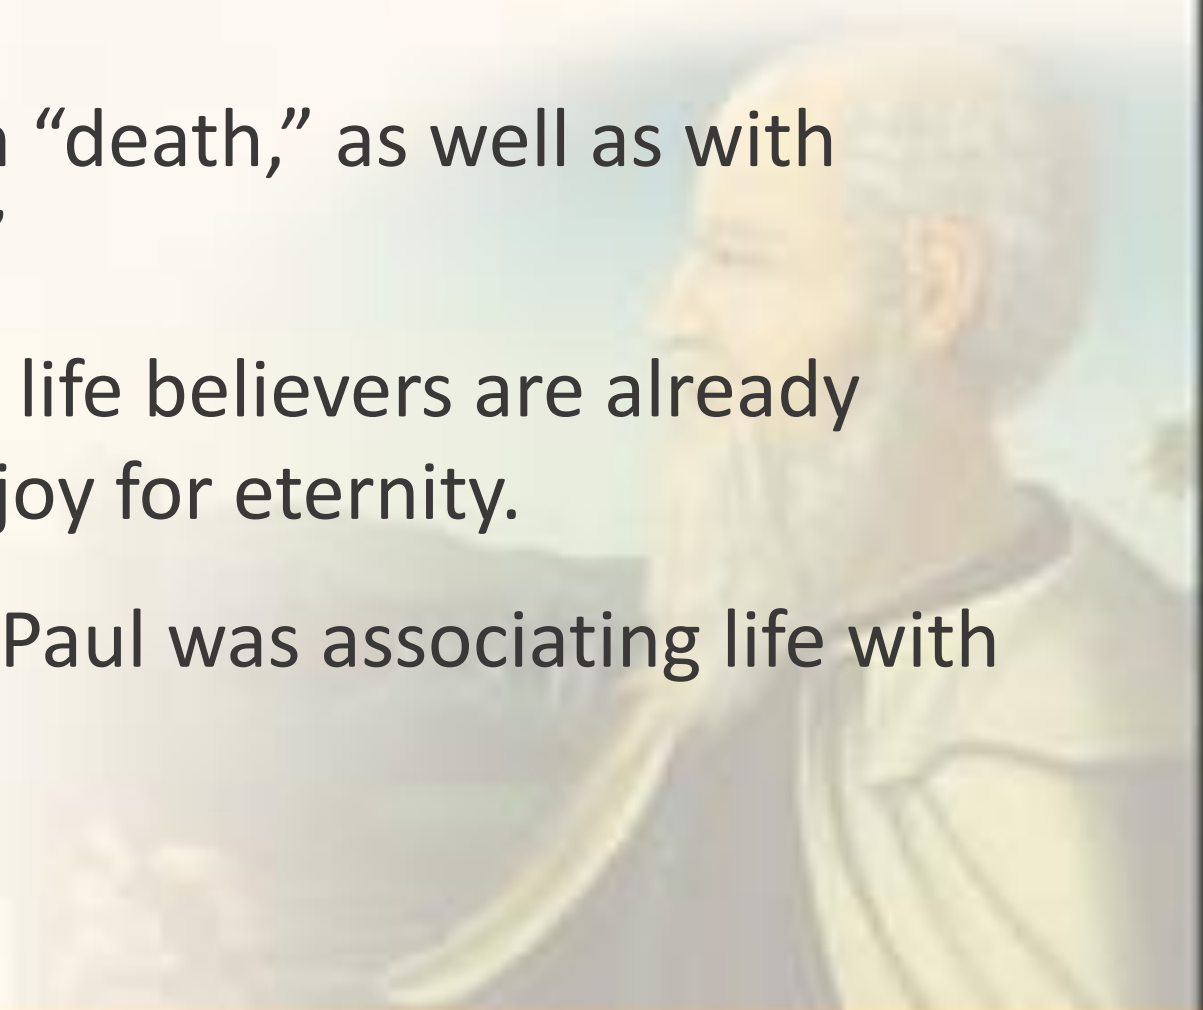 “death,” as well as with
”
life believers are already
joy for eternity.
Paul was associating life with